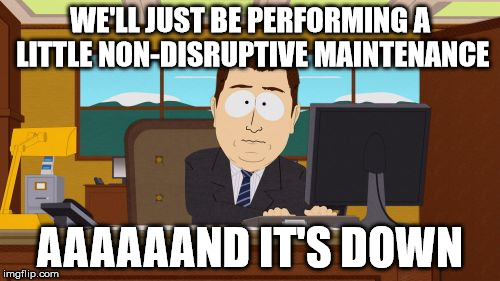 WE'LL JUST BE PERFORMING A
LITTLE NON-DISRUPTIVE MAINTENANCE
AAAAAAND IT'S DOWN
imgflip.com